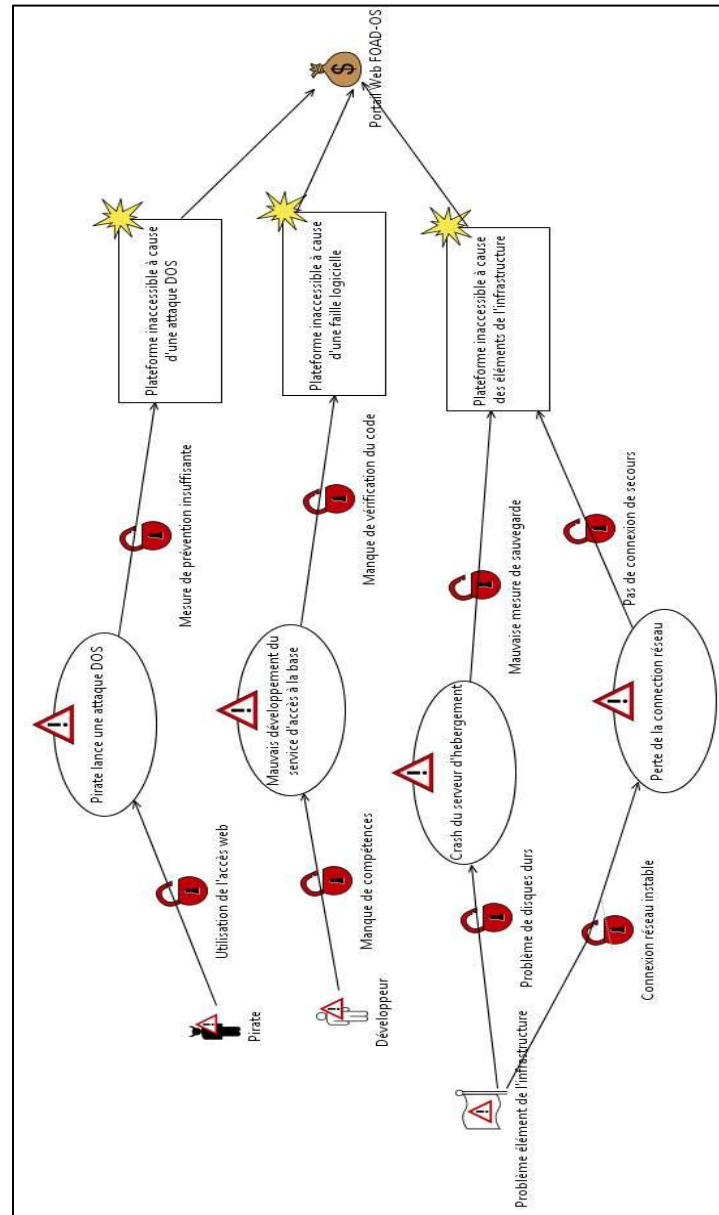 Pirate
Utilisation de l'accès web
Pirate lance une attaque DOS
Mesure de prévention insuffisante
Plateforme inaccessible à cause
d'une attaque DOS
Développeur
Manque de compétences
Mauvais développement du
service d'accès à la base
Manque de vérification du code
Plateforme inaccessible à cause
d'une faille logicielle
Portail Web FOAD-OS
Problème élément de l'infrastructure
Problème de disques durs
Crash du serveur d'hebergement
Mauvaise mesure de sauvegarde
Plateforme inaccessible à cause
des éléments de l'infrastructure
Connexion réseau instable
Perte de la connection réseau
Pas de connexion de secours